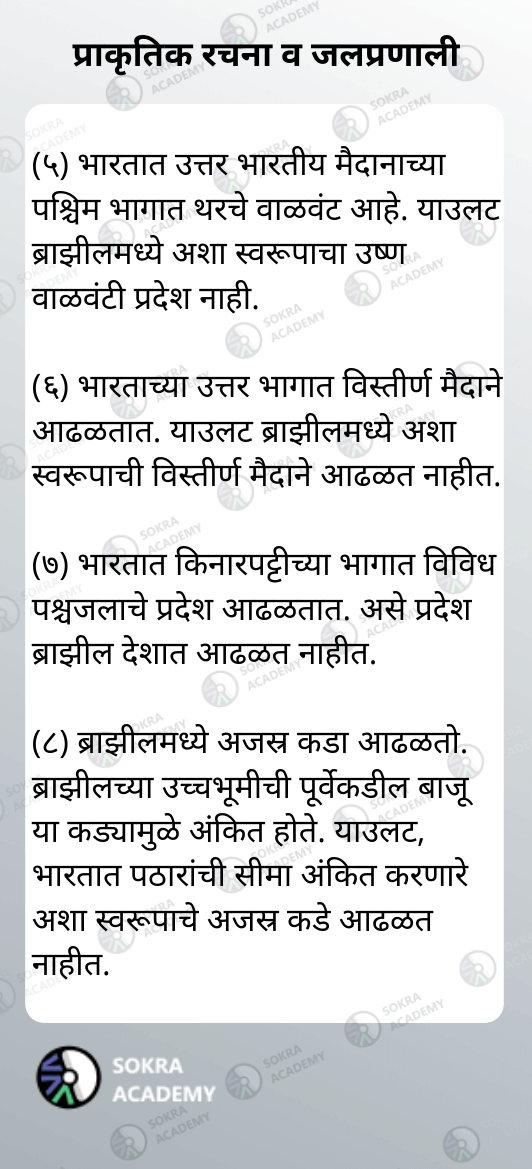 प्राकृतिक रचना व जलप्रणाली
(५) भारतात उत्तर भारतीय मैदानाच्या
पश्चिम भागात थरचे वाळवंट आहे. याउलट
ब्राझीलमध्ये अशा स्वरूपाचा उष्ण
वाळवंटी प्रदेश नाही.
(६) भारताच्या उत्तर भागात विस्तीर्ण मैदाने
आढळतात. याउलट ब्राझीलमध्ये अशा
स्वरूपाची विस्तीर्ण मैदाने आढळत नाहीत.
(७) भारतात किनारपट्टीच्या भागात विविध
पश्चजलाचे प्रदेश आढळतात. असे प्रदेश
ब्राझील देशात आढळत नाहीत.
(८) ब्राझीलमध्ये अजस्र कडा आढळतो.
ब्राझीलच्या उच्चभूमीची पूर्वेकडील बाजू
या कड्यामुळे अंकित होते. याउलट,
भारतात पठारांची सीमा अंकित करणारे
अशा स्वरूपाचे अजस्र कडे आढळत
नाहीत.
SOKRA
ACADEMY